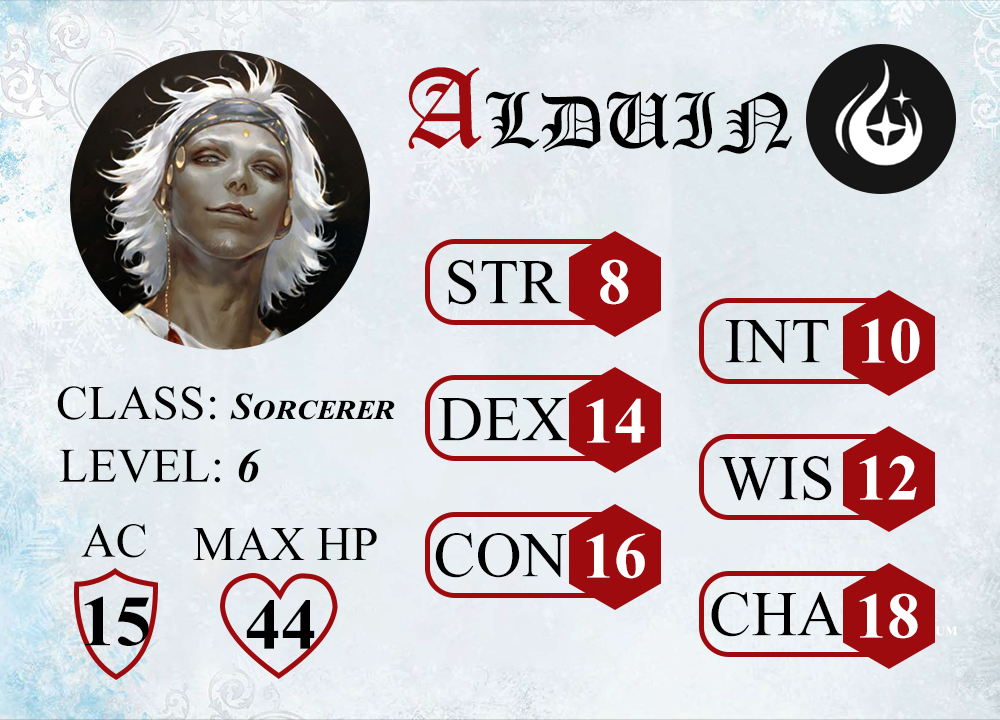 ALDUIN
CLASS: SORCERER
LEVEL: 6
AC
15
MAX HP
44
STR 8
DEX 14
CON 16
INT 10
WIS 12
CHA 18
UM